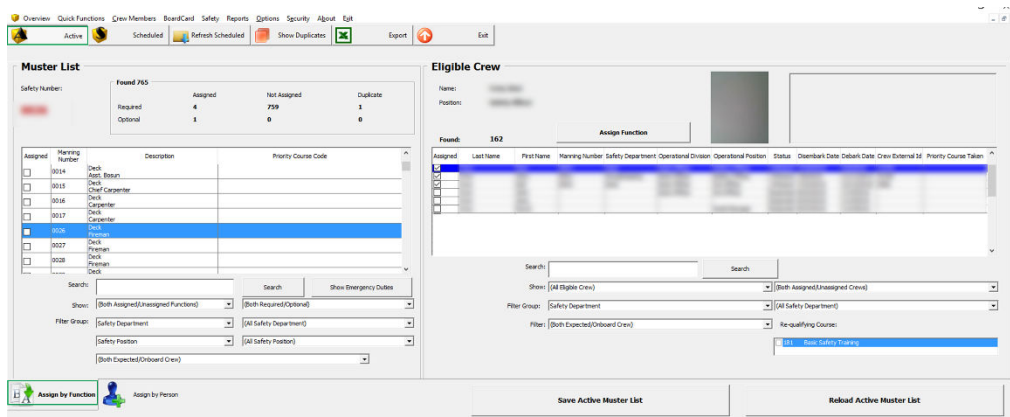 Overview Quick Functions Crew Members BoardCard Safety Reports Options Security About Exit
Active Scheduled Refresh Scheduled Show Duplicates Export Exit
Muster List
Safety Number:
Found 765
Assigned Not Assigned Duplicate
Required 4 759 1
Optional 1 0 0
Assigned Manning Number Description Priority Course Code
0014 Deck
Asst. Bosun
0015 Deck
Chief Carpenter
0016 Deck
Carpenter
0017 Deck
Carpenter
0026 Deck
Fireman
0027 Deck
Fireman
0028 Deck
Fireman
Deck
Search: Search Show Emergency Duties
Show: (Both Assigned/Unassigned Functions) (Both Required/Optional)
Filter Group: Safety Department (All Safety Department)
Safety Position (All Safety Position)
(Both Expected/Onboard Crew)
Eligible Crew
Name:
Position:
Found: 162
Assign Function
Assigned Last Name First Name Manning Number Safety Department Operational Division Operational Position Status Disembark Date Debark Date Crew External Id Priority Course Taken
Search: Search
Show: (All Eligible Crew) (Both Assigned/Unassigned Crews)
Filter Group: Safety Department (All Safety Department)
Filter: (Both Expected/Onboard Crew) Re-qualifying Course:
181 Basic Safety Training
Assign by Function Assign by Person
Save Active Muster List Reload Active Muster List